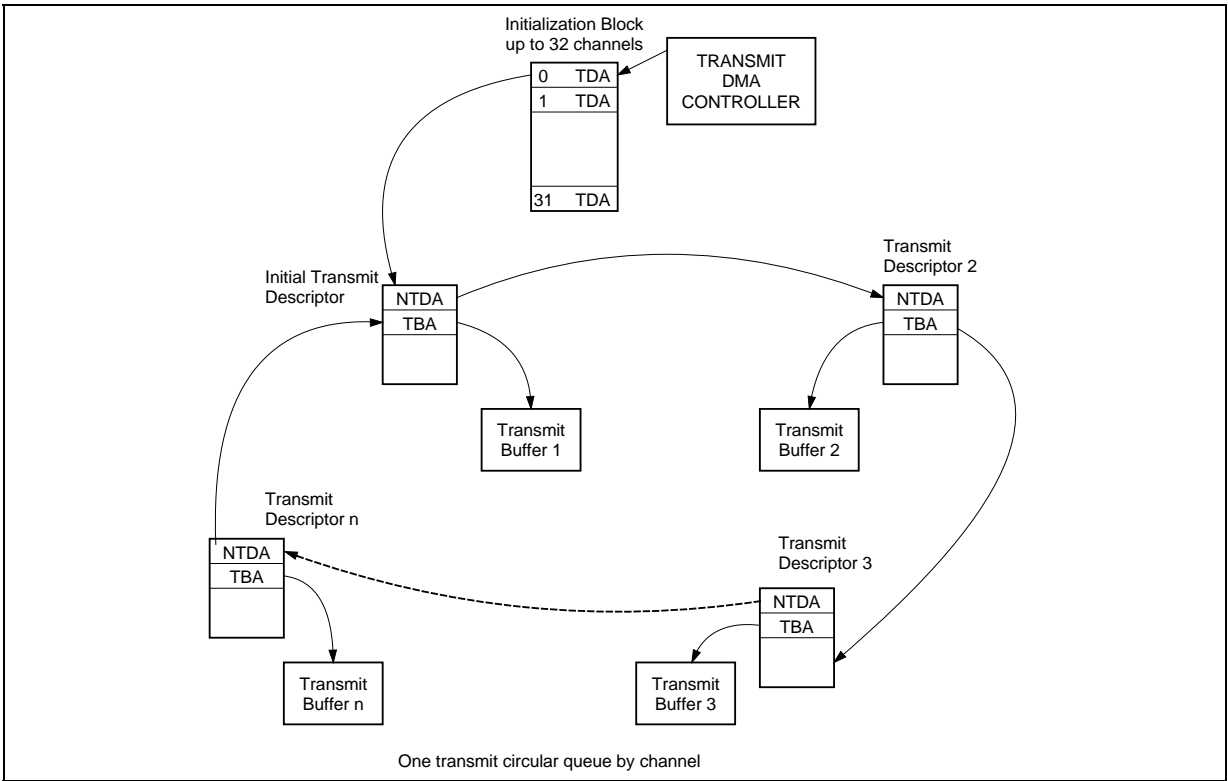 Initialization Block
up to 32 channels
TRANSMIT
DMA
CONTROLLER
0 TDA
1 TDA
31 TDA
Initial Transmit
Descriptor
NTDA
TBA
Transmit
Descriptor 2
NTDA
TBA
Transmit
Buffer 1
Transmit
Buffer 2
Transmit
Descriptor n
NTDA
TBA
Transmit
Descriptor 3
NTDA
TBA
Transmit
Buffer n
Transmit
Buffer 3
One transmit circular queue by channel